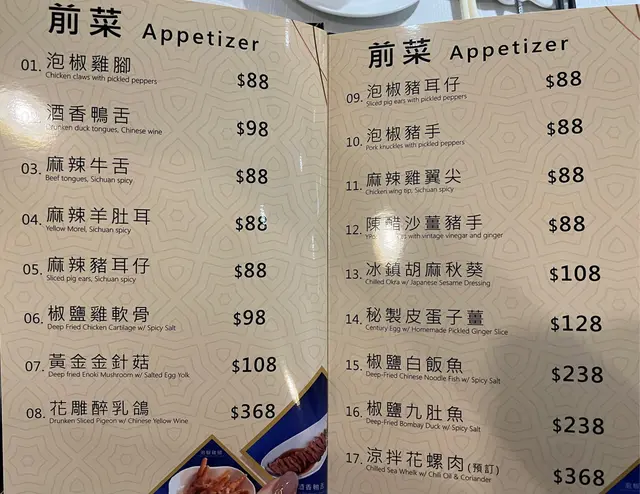 前菜 Appetizer
01. 泡椒雞腳 $88
Chicken claws with pickled peppers
酒香鴨舌 $98
Drunken duck tongues, Chinese wine
03. 麻辣牛舌 $88
Beef tongues, Sichuan spicy
04. 麻辣羊肚耳 $88
Yellow Morel, Sichuan spicy
05. 麻辣豬耳仔 $88
Sliced pig ears, Sichuan spicy
06. 椒鹽雞軟骨 $98
Deep Fried Chicken Cartilage w/ Spicy Salt
07. 黃金金針菇 $108
Deep fried Enoki Mushroom w/ Salted Egg Yolk
08. 花雕醉乳鴿 $368
Drunken Sliced Pigeon w/ Chinese Yellow Wine
前菜 Appetizer
09. 泡椒豬耳仔 $88
Sliced pig ears with pickled peppers
10. 泡椒豬手 $88
Pork knuckles with pickled peppers
11. 麻辣雞翼尖 $88
Chicken wing tip, Sichuan spicy
12. 陳醋沙薑豬手 $88
with vintage vinegar and ginger
13. 冰鎮胡麻秋葵 $108
Chilled Okra w/ Japanese Sesame Dressing
14. 秘製皮蛋子薑 $128
Century Egg w/ Homemade Pickled Ginger Slice
15. 椒鹽白飯魚 $238
Deep-Fried Chinese Noodle Fish w/ Spicy Salt
16. 椒鹽九肚魚 $238
Deep-Fried Bombay Duck w/ Spicy Salt
17. 涼拌花螺肉(預訂) $368
Chilled Sea Whelk w/ Chili Oil & Coriander